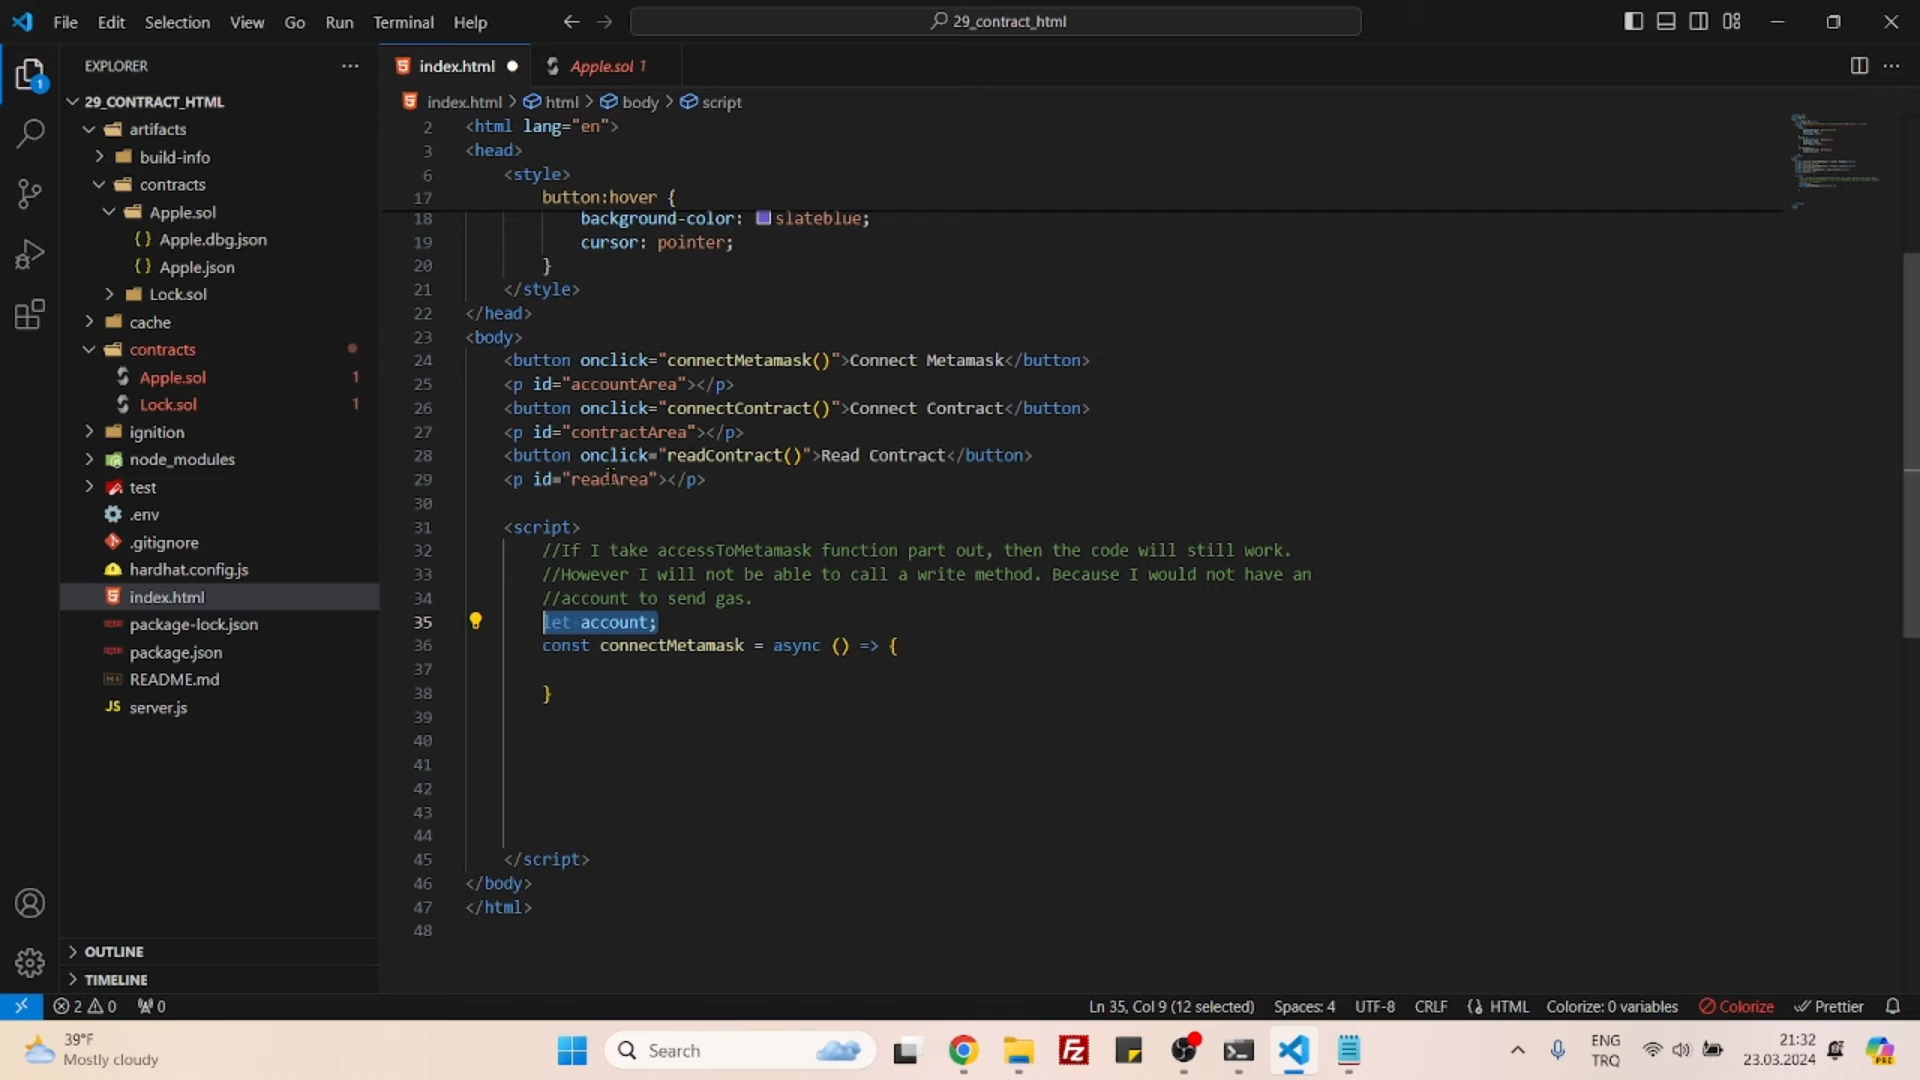 File Edit Selection View Go Run Terminal Help
29_contract_html
EXPLORER
29_CONTRACT_HTML
artifacts
build-info
contracts
Apple.sol
Apple.dbg.json
Apple.json
Lock.sol
cache
contracts
Apple.sol 1
Lock.sol 1
ignition
node_modules
test
.env
.gitignore
hardhat.config.js
index.html
package-lock.json
package.json
README.md
server.js
OUTLINE
TIMELINE
1
index.html
Apple.sol 1
index.html > html > body > script
2 <html lang="en">
3 <head>
6 <style>
17 button:hover {
18 background-color: slateblue;
19 cursor: pointer;
20 }
21 </style>
22 </head>
23 <body>
24 <button onclick="connectMetamask()">Connect Metamask</button>
25 <p id="accountArea"></p>
26 <button onclick="connectContract()">Connect Contract</button>
27 <p id="contractArea"></p>
28 <button onclick="readContract()">Read Contract</button>
29 <p id="readArea"></p>
30
31 <script>
32 //If I take accessToMetamask function part out, then the code will still work.
33 //However I will not be able to call a write method. Because I would not have an
34 //account to send gas.
35 let account;
36 const connectMetamask = async () => {
37
38 }
39
40
41
42
43
44
45 </script>
46 </body>
47 </html>
48
2 0 0
Ln 35, Col 9 (12 selected) Spaces: 4 UTF-8 CRLF HTML Colorize: 0 variables Colorize Prettier
39°F
Mostly cloudy
Search
ENG
TRQ
21:32
23.03.2024